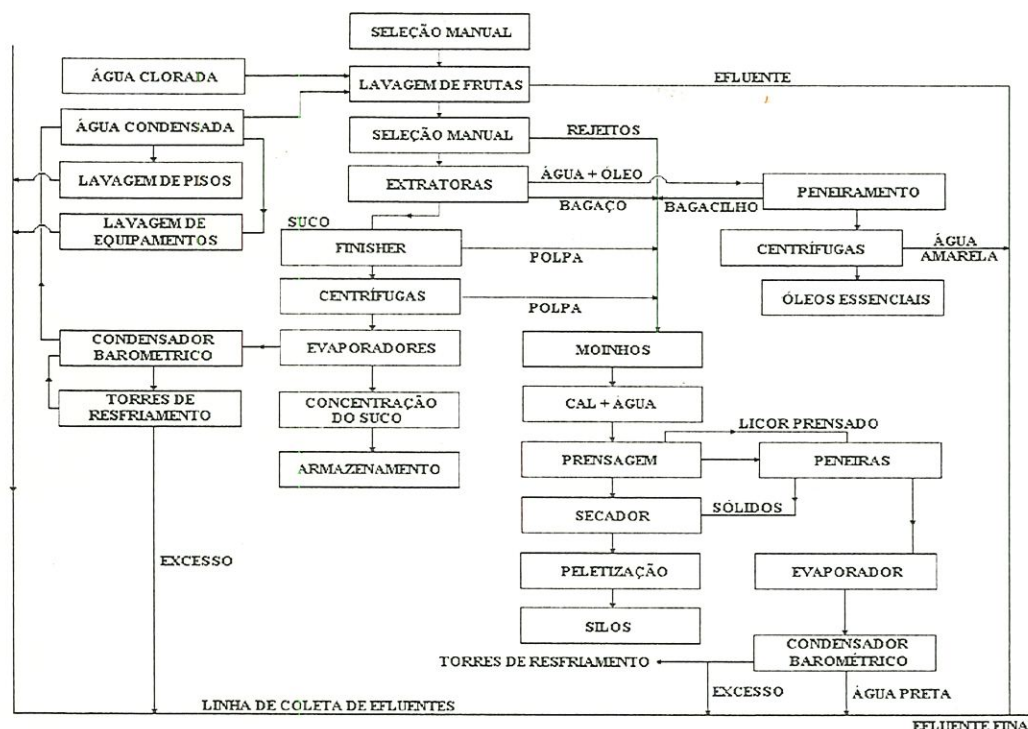 SELEÇÃO MANUAL
ÁGUA CLORADA
LAVAGEM DE FRUTAS
EFLUENTE
ÁGUA CONDENSADA
SELEÇÃO MANUAL
REJEITOS
LAVAGEM DE PISOS
EXTRATORAS
ÁGUA + ÓLEO
PENEIRAMENTO
BAGAÇO
BAGACILHO
LAVAGEM DE
EQUIPAMENTOS
SUCO
FINISHER
POLPA
CENTRÍFUGAS
ÁGUA
AMARELA
CENTRÍFUGAS
POLPA
ÓLEOS ESSENCIAIS
CONDENSADOR
BAROMÉTRICO
EVAPORADORES
MOINHOS
TORRES DE
RESFRIAMENTO
CONCENTRAÇÃO
DO SUCO
CAL + ÁGUA
LICOR PRENSADO
ARMAZENAMENTO
PRENSAGEM
PENEIRAS
SECADOR
SÓLIDOS
EXCESSO
PELETIZAÇÃO
EVAPORADOR
SILOS
TORRES DE RESFRIAMENTO
CONDENSADOR
BAROMÉTRICO
EXCESSO
ÁGUA PRETA
LINHA DE COLETA DE EFLUENTES
EFLUENTE FINA